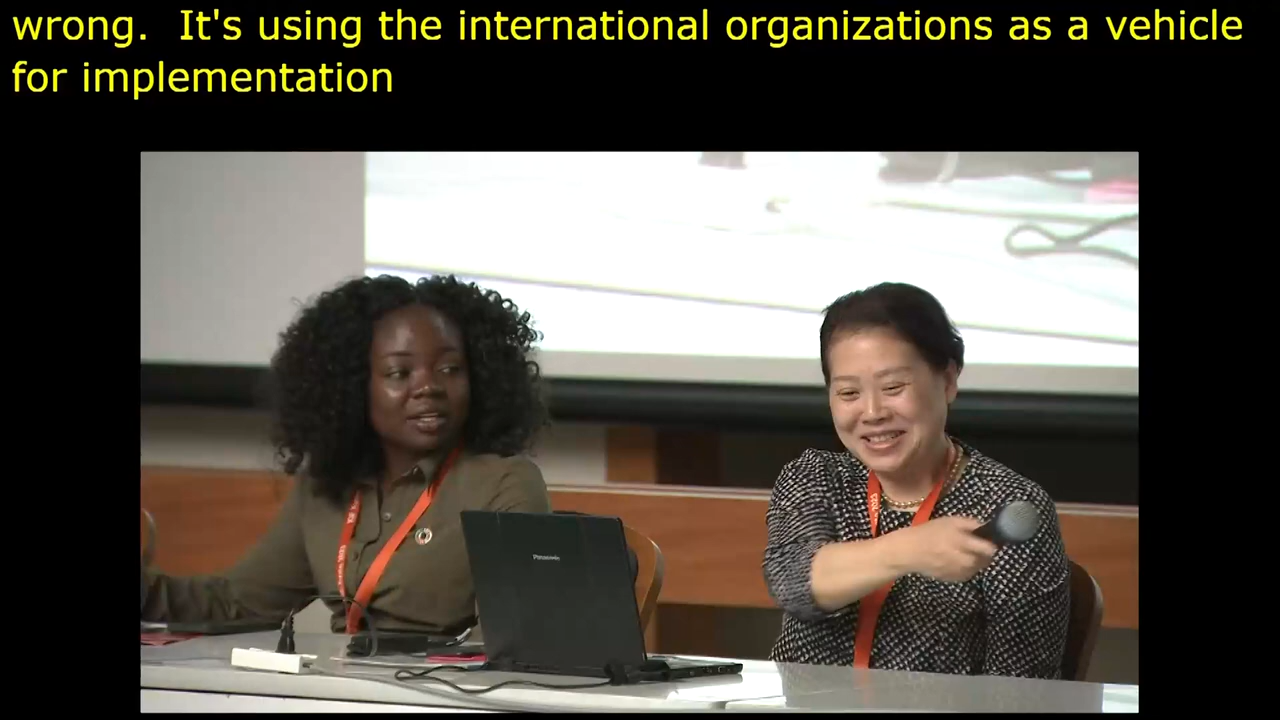 wrong.  It's using the international organizations as a vehicle
for implementation
Panasonic